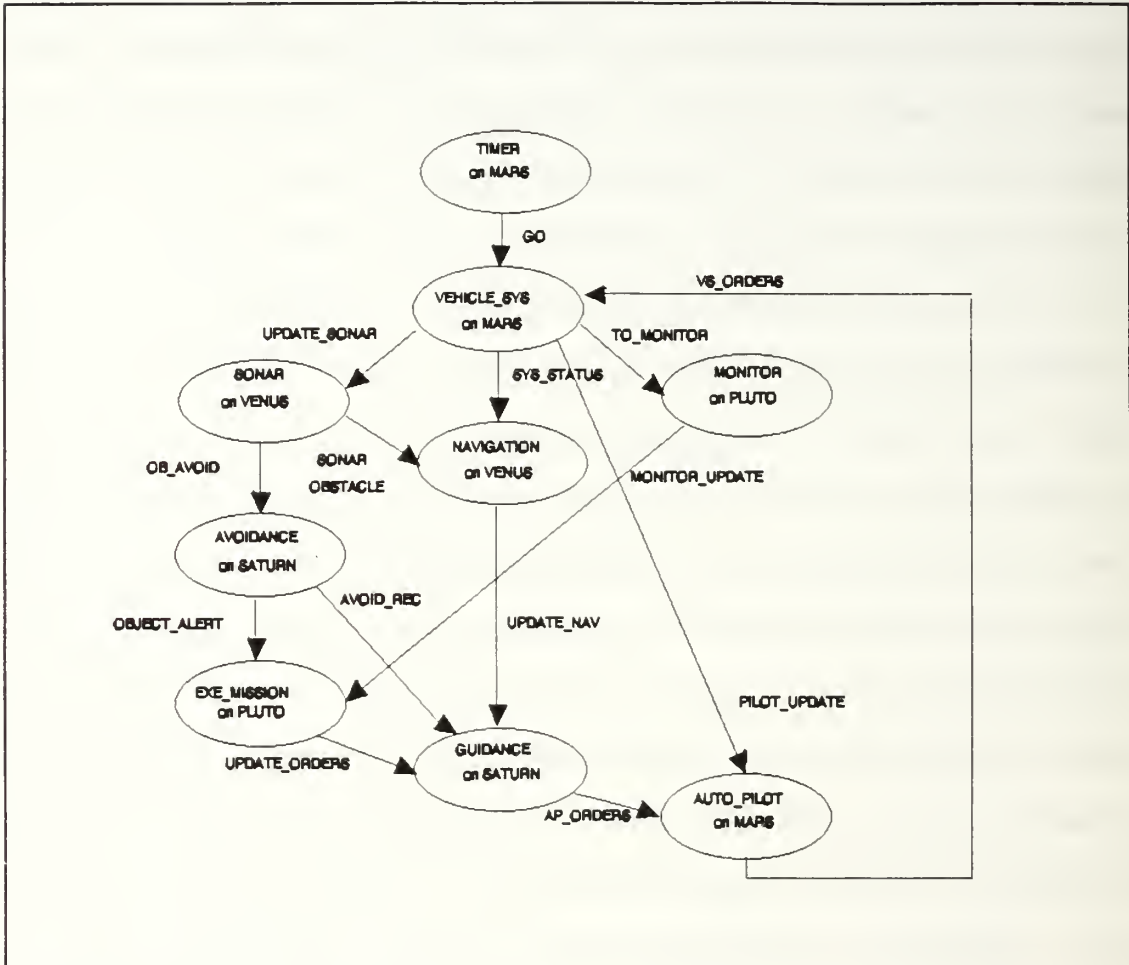 TIMER
on MARS
GO
VS_ORDERS
VEHICLE_SYS
on MARS
UPDATE_SONAR
TO_MONITOR
SONAR
on VENUS
SYS_STATUS
MONITOR
on PLUTO
OB_AVOID
SONAR
OBSTACLE
NAVIGATION
on VENUS
MONITOR_UPDATE
AVOIDANCE
on SATURN
AVOID_REC
OBJECT_ALERT
UPDATE_NAV
EXE_MISSION
on PLUTO
PILOT_UPDATE
UPDATE_ORDERS
GUIDANCE
on SATURN
AP_ORDERS
AUTO_PILOT
on MARS